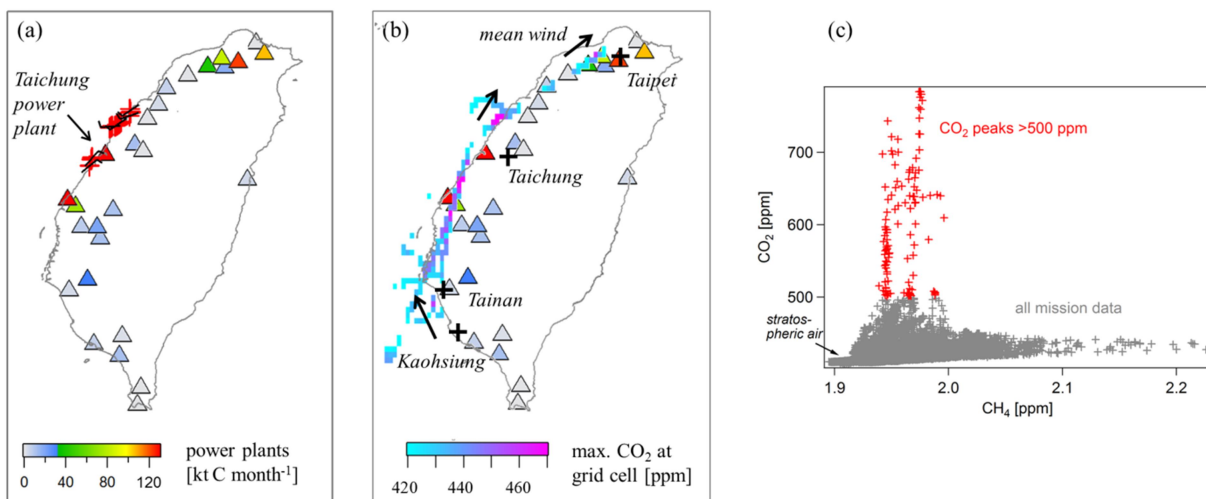 (a)
Taichung
power
plant
0 40 80 120
power plants
[kt C month⁻¹]
(b)
mean wind
Taipei
Taichung
Tainan
Kaohsiung
420 440 460
max. CO₂ at
grid cell [ppm]
(c)
CO₂ peaks >500 ppm
all mission data
stratos-
pheric air
CO₂ [ppm]
700
600
500
1.9 2.0 2.1 2.2
CH₄ [ppm]